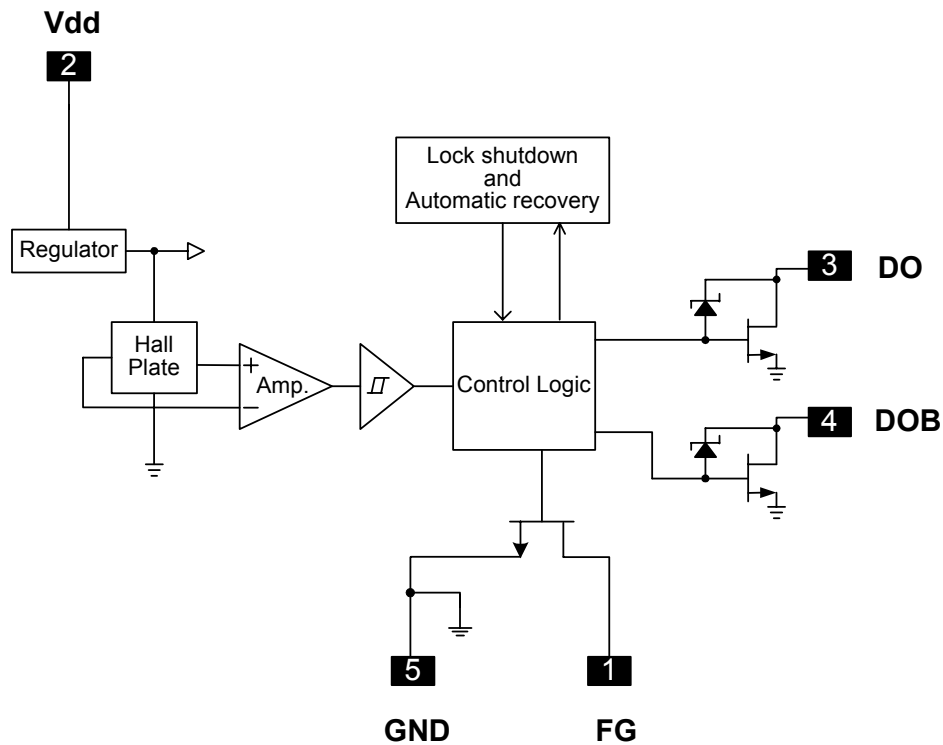 Vdd
2
Lock shutdown
and
Automatic recovery
Regulator
3
DO
Hall
Plate
+
Amp.
−
Control Logic
4
DOB
5
1
GND
FG